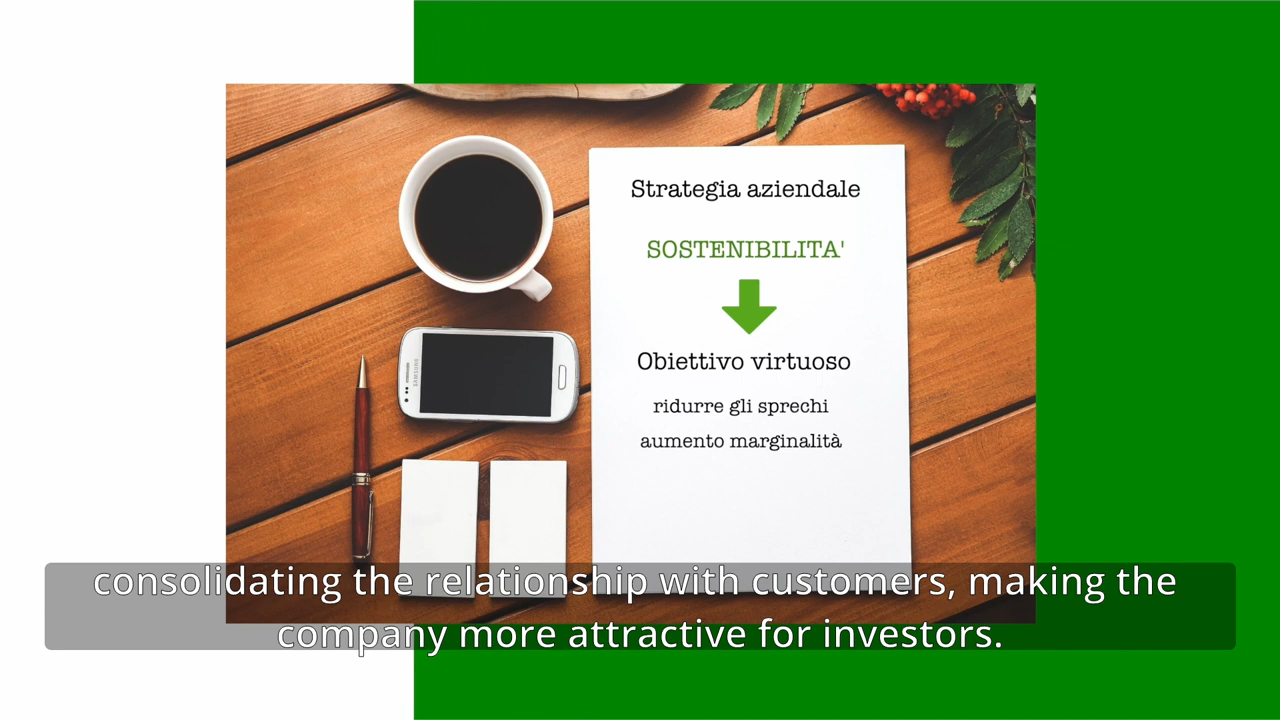 Strategia aziendale
SOSTENIBILITA'
Obiettivo virtuoso
ridurre gli sprechi
aumento marginalità
SAMSUNG
consolidating the relationship with customers, making the
company more attractive for investors.